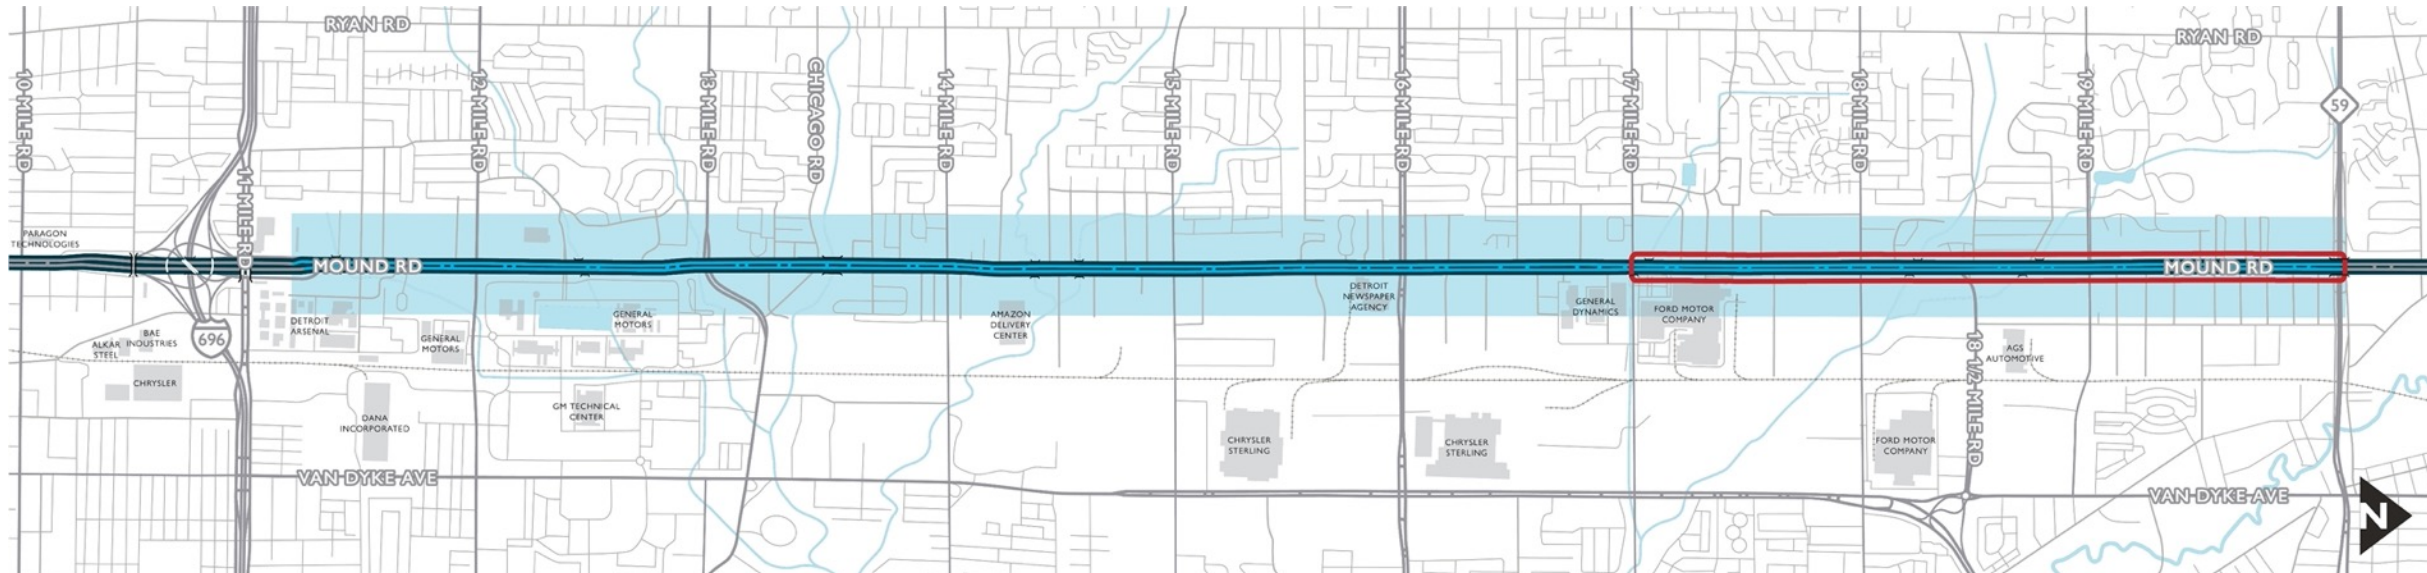 RYAN RD
RYAN RD
10 MILE RD
11 MILE RD
12 MILE RD
13 MILE RD
CHICAGO RD
14 MILE RD
15 MILE RD
16 MILE RD
17 MILE RD
18 MILE RD
19 MILE RD
59
PARAGON
TECHNOLOGIES
MOUND RD
MOUND RD
DETROIT
NEWSPAPER
AGENCY
GENERAL
DYNAMICS
FORD MOTOR
COMPANY
DETROIT
ARSENAL
GENERAL
MOTORS
AMAZON
DELIVERY
CENTER
BAE
INDUSTRIES
ALKAR
STEEL
696
GENERAL
MOTORS
18 1/2 MILE RD
AGS
AUTOMOTIVE
CHRYSLER
DANA
INCORPORATED
GM TECHNICAL
CENTER
CHRYSLER
STERLING
CHRYSLER
STERLING
FORD MOTOR
COMPANY
VAN DYKE AVE
VAN DYKE AVE
N